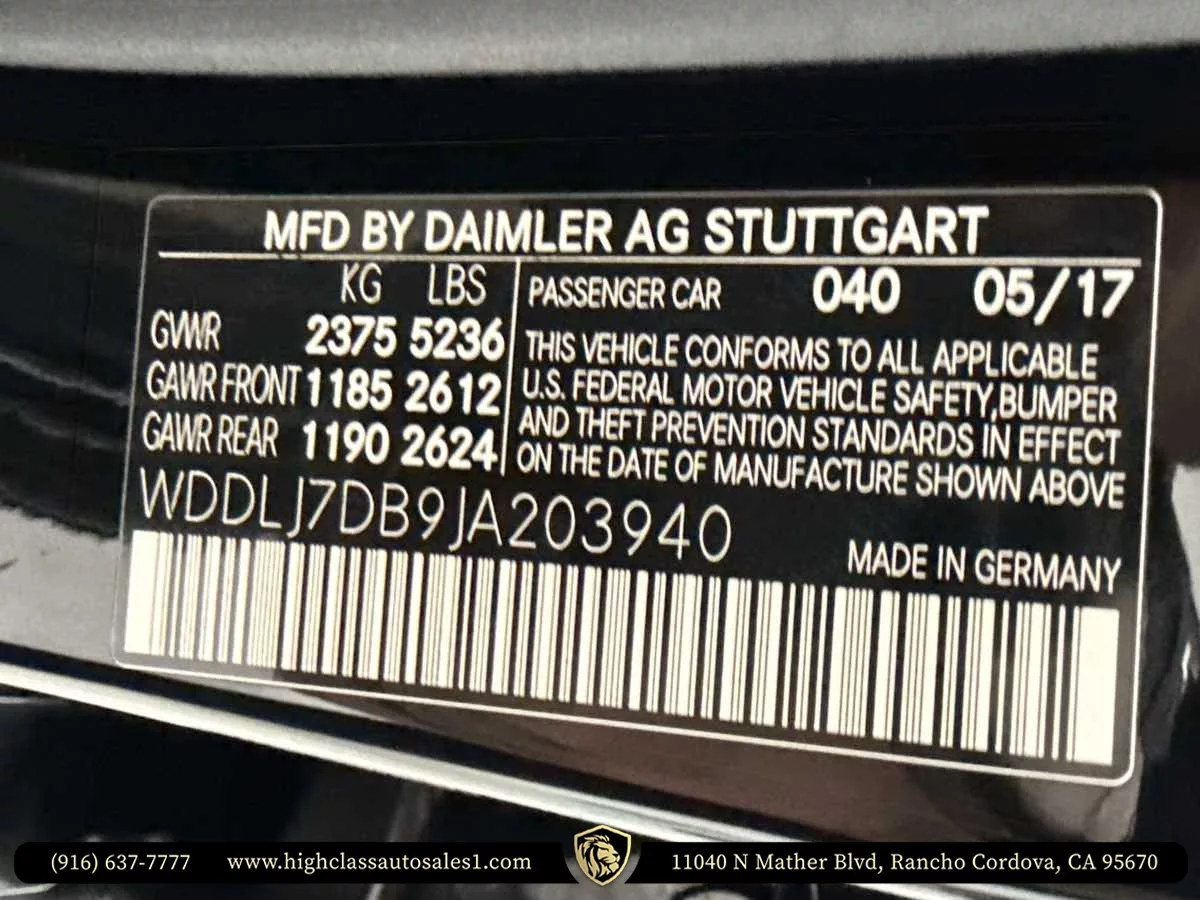 MFD BY DAIMLER AG STUTTGART
KG LBS
GVWR 2375 5236
GAWR FRONT 1185 2612
GAWR REAR 1190 2624
PASSENGER CAR 040 05/17
THIS VEHICLE CONFORMS TO ALL APPLICABLE
U.S. FEDERAL MOTOR VEHICLE SAFETY,BUMPER
AND THEFT PREVENTION STANDARDS IN EFFECT
ON THE DATE OF MANUFACTURE SHOWN ABOVE
WDDLJ7DB9JA203940
MADE IN GERMANY
(916) 637-7777 www.highclassautosales1.com 11040 N Mather Blvd, Rancho Cordova, CA 95670